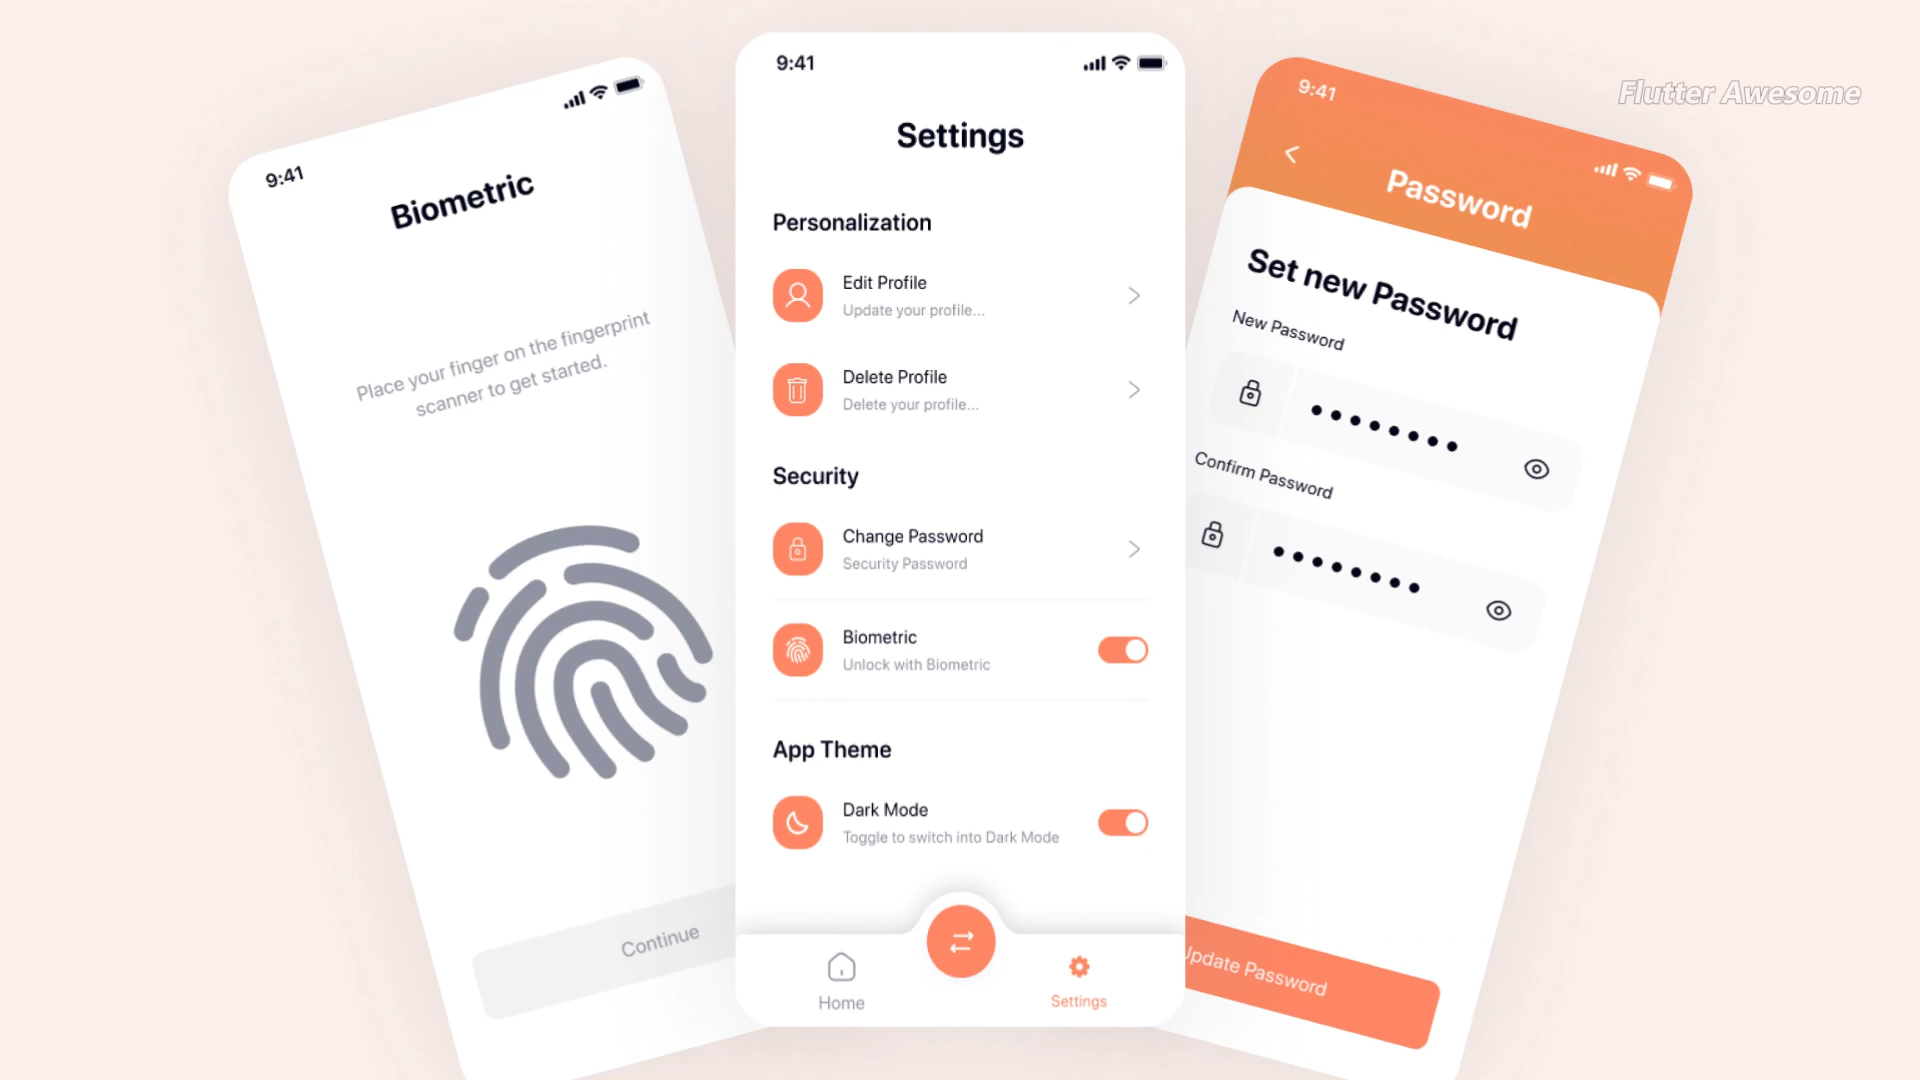 9:41
Biometric
Place your finger on the fingerprint
scanner to get started.
Continue
9:41
Settings
Personalization
Edit Profile
Update your profile...
Delete Profile
Delete your profile...
Security
Change Password
Security Password
Biometric
Unlock with Biometric
App Theme
Dark Mode
Toggle to switch into Dark Mode
Home
Settings
9:41
Password
Set new Password
New Password
Confirm Password
Update Password
Flutter Awesome